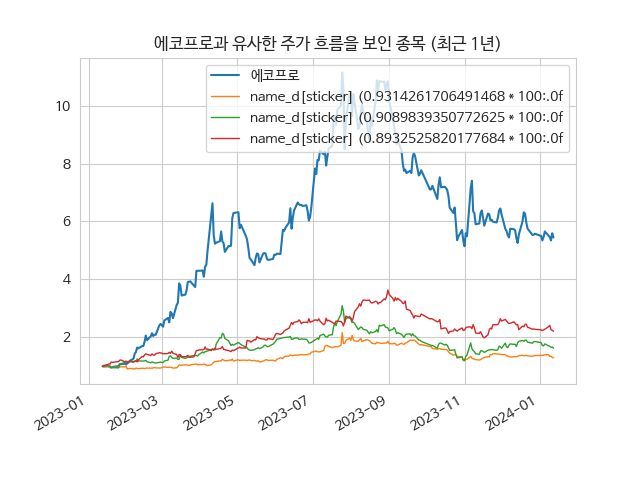 에코프로과 유사한 주가 흐름을 보인 종목 (최근 1년)
에코프로
name_d[sticker] (0.9314261706491468 * 100:.0f
name_d[sticker] (0.9089839350772625 * 100:.0f
name_d[sticker] (0.8932525820177684 * 100:.0f
10
8
6
4
2
2023-01
2023-03
2023-05
2023-07
2023-09
2023-11
2024-01